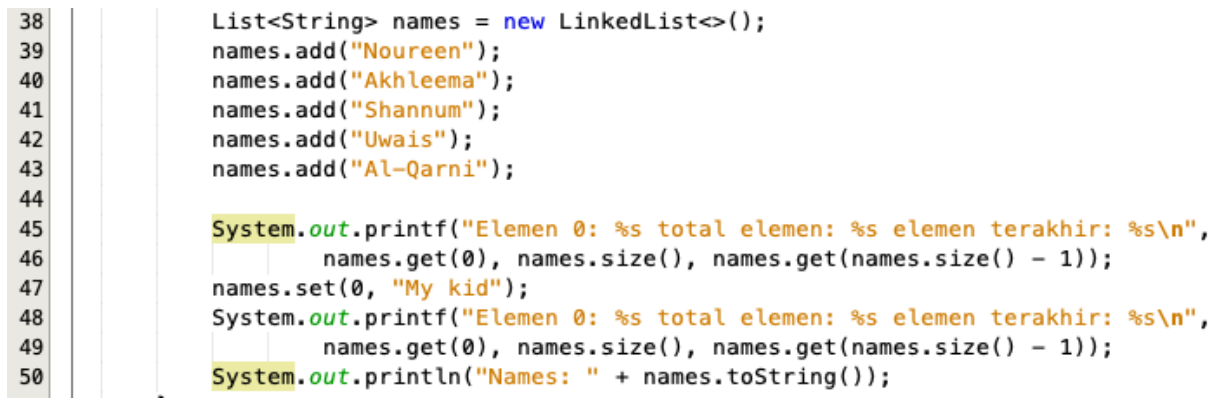 38 List<String> names = new LinkedList<>();
39 names.add("Noureen");
40 names.add("Akhleema");
41 names.add("Shannum");
42 names.add("Uwais");
43 names.add("Al-Qarni");
44
45 System.out.printf("Elemen 0: %s total elemen: %s elemen terakhir: %s\n",
46 names.get(0), names.size(), names.get(names.size() - 1));
47 names.set(0, "My kid");
48 System.out.printf("Elemen 0: %s total elemen: %s elemen terakhir: %s\n",
49 names.get(0), names.size(), names.get(names.size() - 1));
50 System.out.println("Names: " + names.toString());